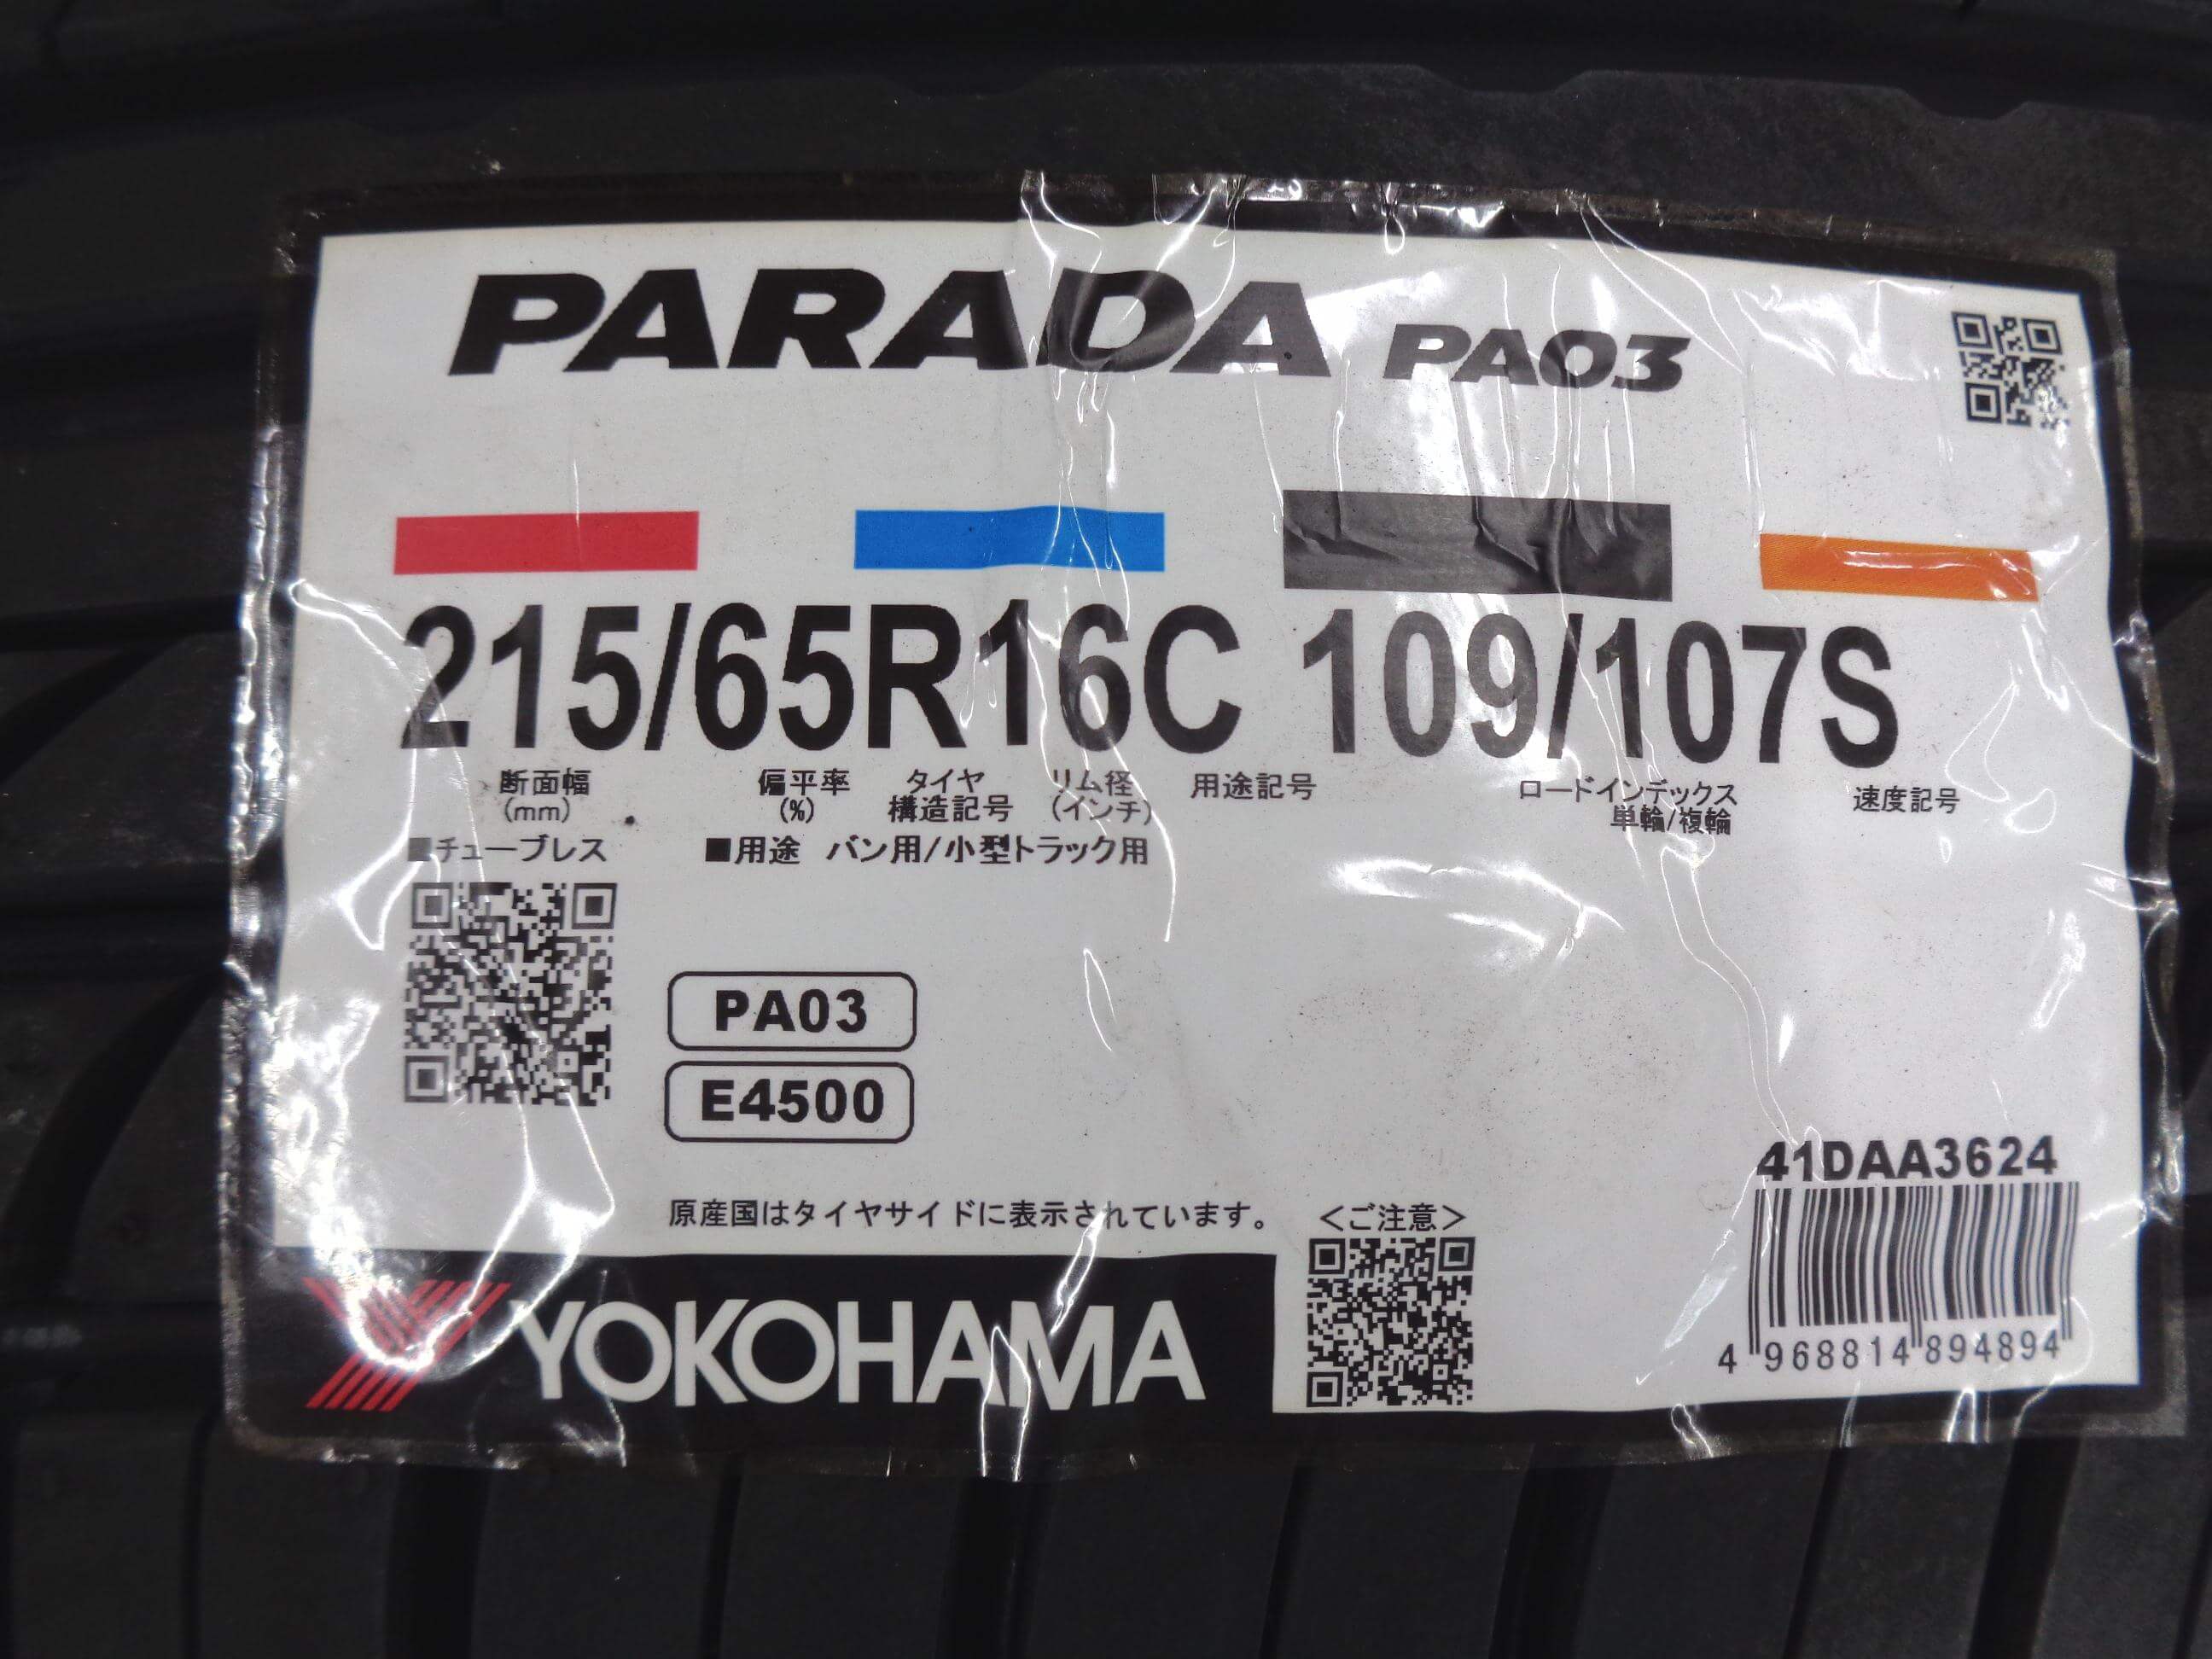 PARADA PA03
215/65R16C 109/107S
断面幅 偏平率 タイヤ リム径 用途記号 ロードインデックス 速度記号
(mm) (%) 構造記号 (インチ) 単輪/複輪
■チューブレス ■用途 バン用/小型トラック用
PA03
E4500
41DAA3624
原産国はタイヤサイドに表示されています。 <ご注意>
YOKOHAMA
4 968814 894894